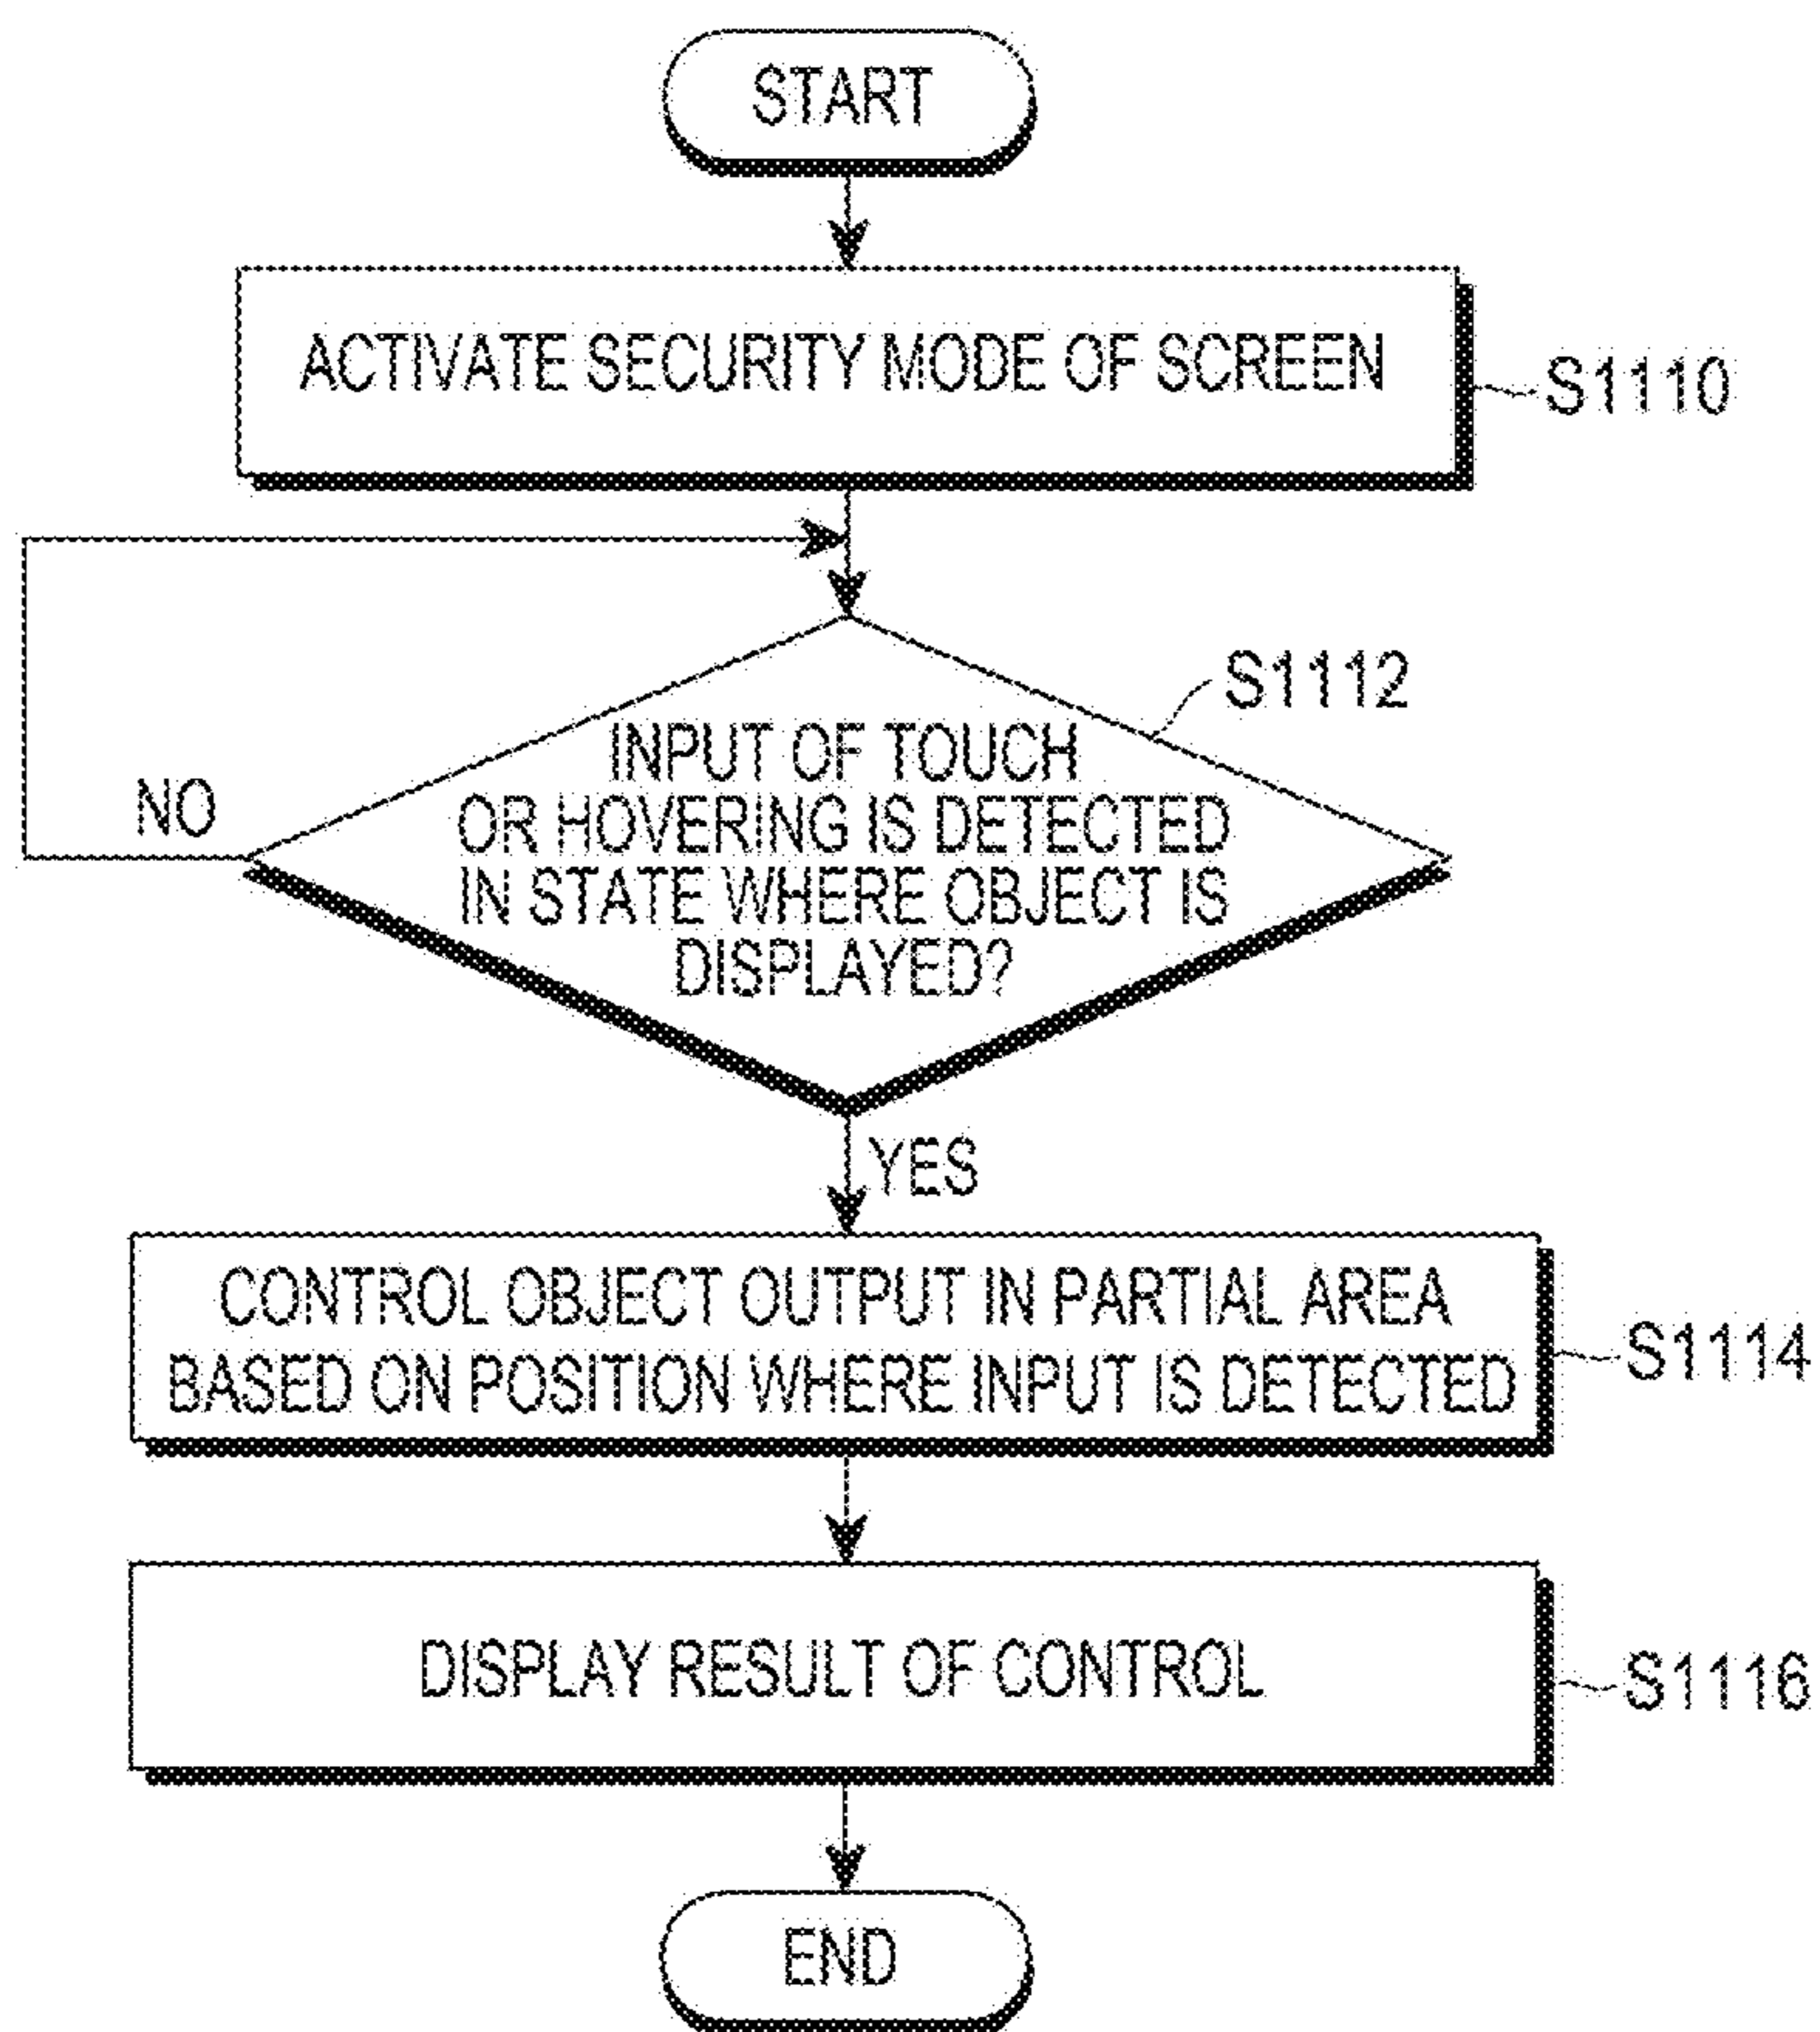 START
ACTIVATE SECURITY MODE OF SCREEN
S1110
S1112
INPUT OF TOUCH
OR HOVERING IS DETECTED
IN STATE WHERE OBJECT IS
DISPLAYED?
NO
YES
CONTROL OBJECT OUTPUT IN PARTIAL AREA
BASED ON POSITION WHERE INPUT IS DETECTED
S1114
DISPLAY RESULT OF CONTROL
S1116
END